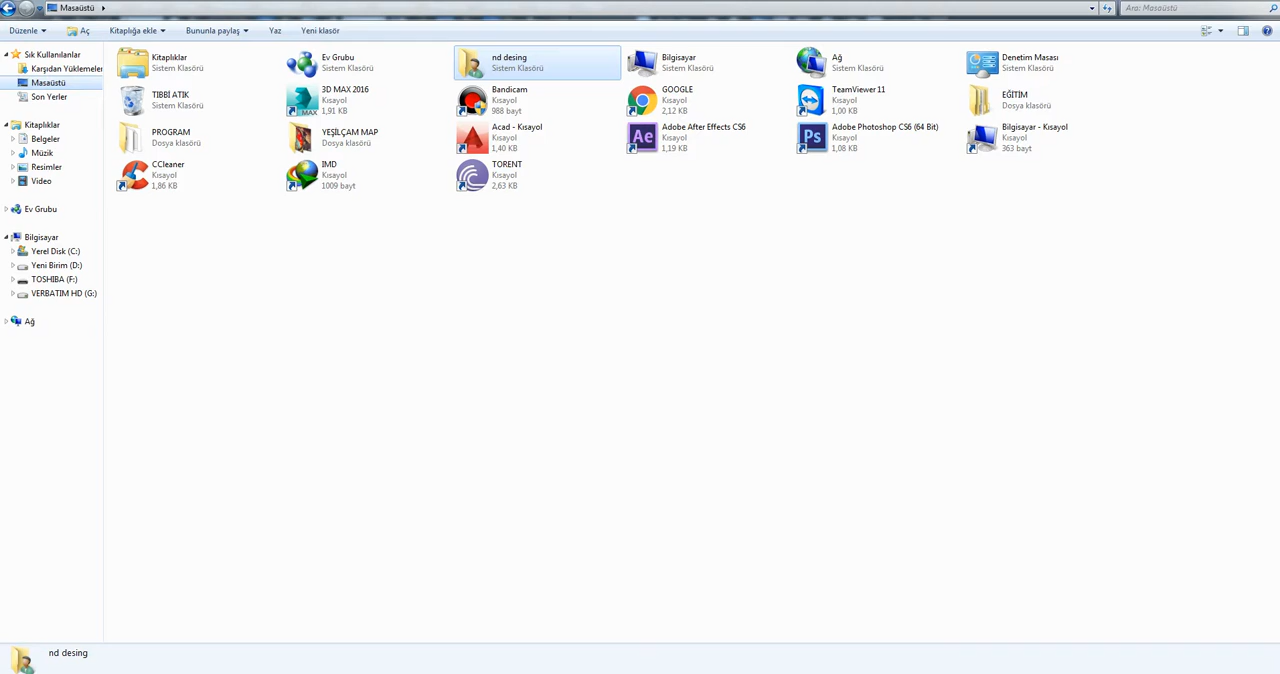 Masaüstü
Ara: Masaüstü
Düzenle
Aç
Kitaplığa ekle
Bununla paylaş
Yaz
Yeni klasör
Sık Kullanılanlar
Karşıdan Yüklemeler
Masaüstü
Son Yerler
Kitaplıklar
Belgeler
Müzik
Resimler
Video
Ev Grubu
Bilgisayar
Yerel Disk (C:)
Yeni Birim (D:)
TOSHIBA (F:)
VERBATIM HD (G:)
Ağ
Kitaplıklar
Sistem Klasörü
Ev Grubu
Sistem Klasörü
nd desing
Sistem Klasörü
Bilgisayar
Sistem Klasörü
Ağ
Sistem Klasörü
Denetim Masası
Sistem Klasörü
TIBBİ ATIK
Sistem Klasörü
3D MAX 2016
Kısayol
1,91 KB
MAX
Bandicam
Kısayol
988 bayt
GOOGLE
Kısayol
2,12 KB
TeamViewer 11
Kısayol
1,00 KB
EĞİTİM
Dosya klasörü
PROGRAM
Dosya klasörü
YEŞİLÇAM MAP
Dosya klasörü
Acad - Kısayol
Kısayol
1,40 KB
Ae
Adobe After Effects CS6
Kısayol
1,19 KB
Ps
Adobe Photoshop CS6 (64 Bit)
Kısayol
1,08 KB
Bilgisayar - Kısayol
Kısayol
363 bayt
CCleaner
Kısayol
1,86 KB
IMD
Kısayol
1009 bayt
TORENT
Kısayol
2,63 KB
nd desing